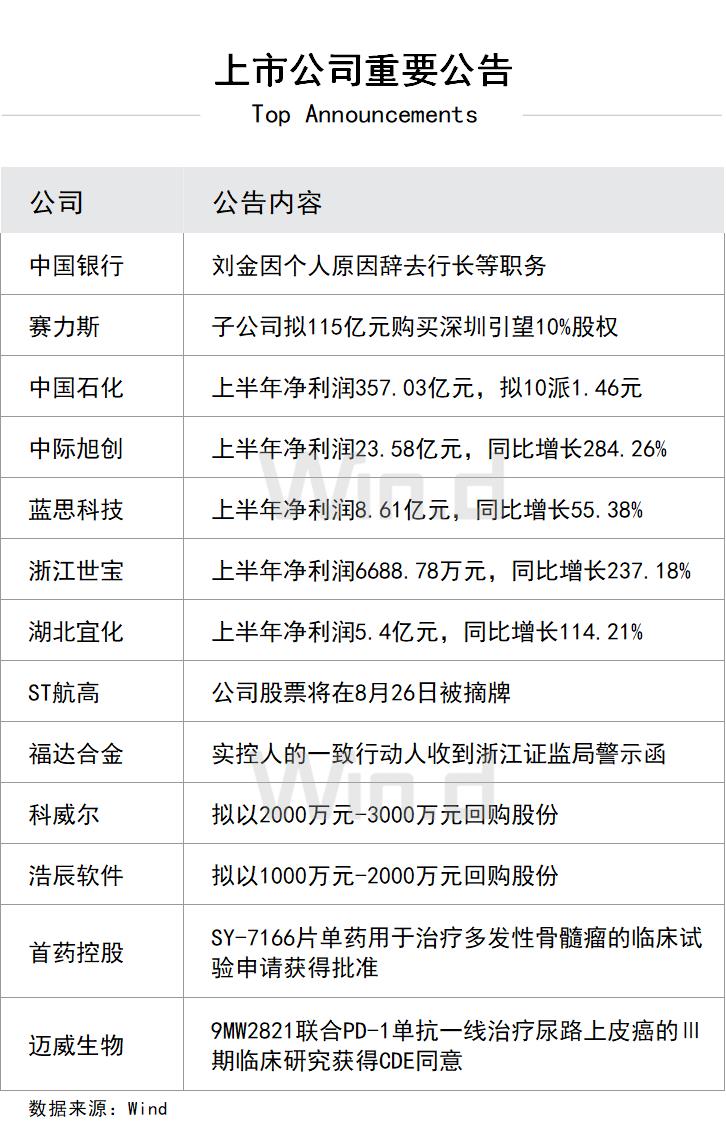 上市公司重要公告
Top Announcements
公司 公告内容
中国银行 刘金因个人原因辞去行长等职务
赛力斯 子公司拟115亿元购买深圳引望10%股权
中国石化 上半年净利润357.03亿元，拟10派1.46元
中际旭创 上半年净利润23.58亿元，同比增长284.26%
蓝思科技 上半年净利润8.61亿元，同比增长55.38%
浙江世宝 上半年净利润6688.78万元，同比增长237.18%
湖北宜化 上半年净利润5.4亿元，同比增长114.21%
ST航高 公司股票将在8月26日被摘牌
福达合金 实控人的一致行动人收到浙江证监局警示函
科威尔 拟以2000万元-3000万元回购股份
浩辰软件 拟以1000万元-2000万元回购股份
首药控股 SY-7166片单药用于治疗多发性骨髓瘤的临床试
验申请获得批准
迈威生物 9MW2821联合PD-1单抗一线治疗尿路上皮癌的Ⅲ
期临床研究获得CDE同意
数据来源：Wind
Win.d
Win.d